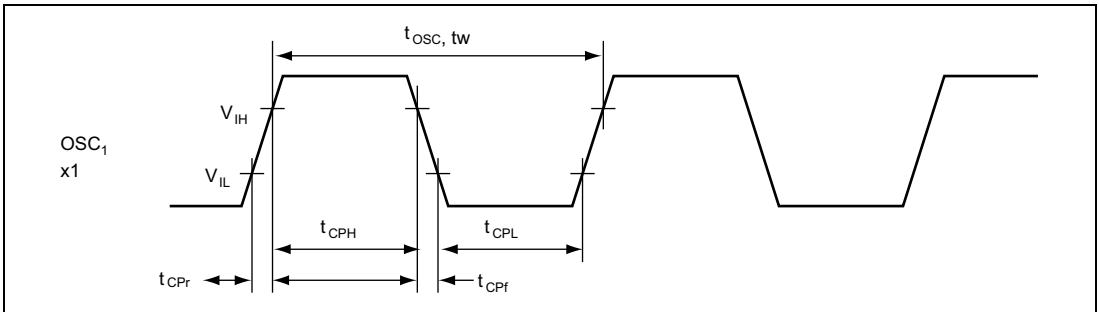 tOSC, tw
VIH
OSC1
x1
VIL
tCPH
tCPL
tCPr
tCPf